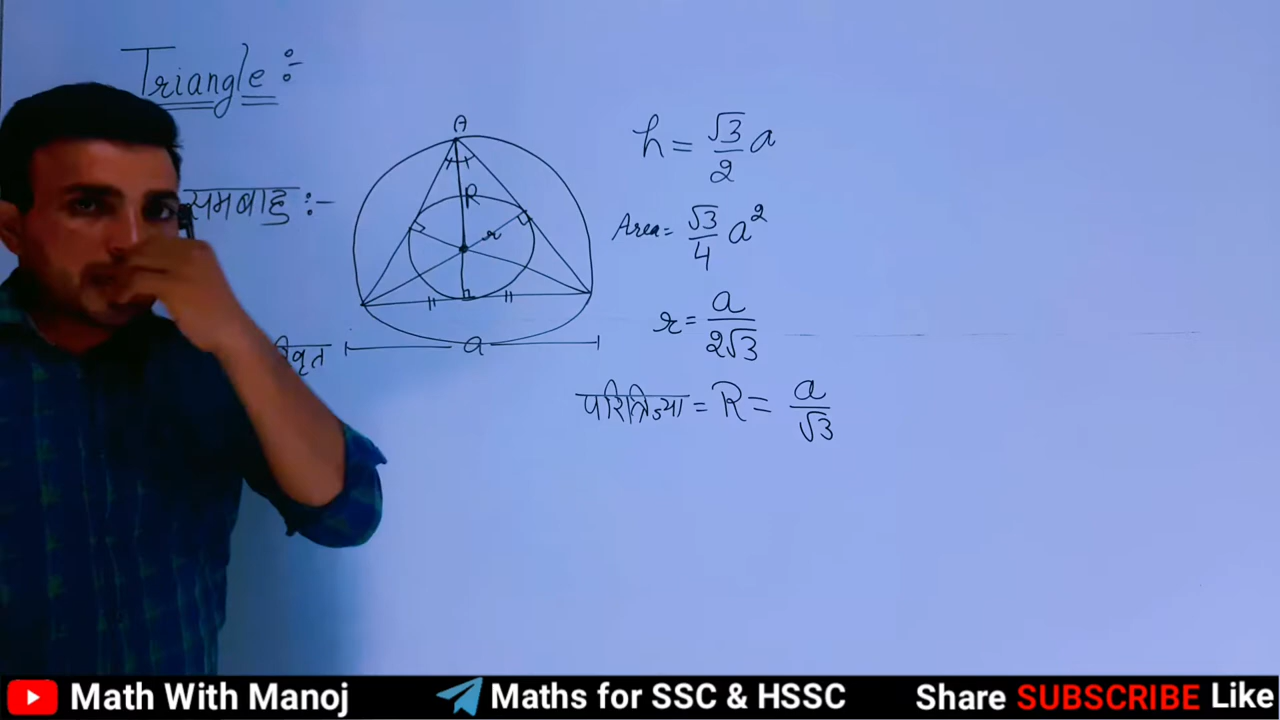 Triangle :-
समबाहु :-
A
R
r
a
h = √3/2 a
Area = √3/4 a²
r = a/2√3
परित्रिज्या = R = a/√3
Math With Manoj
Maths for SSC & HSSC
Share SUBSCRIBE Like